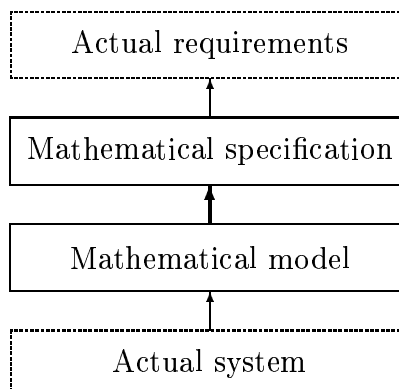 Actual requirements
Mathematical specification
Mathematical model
Actual system